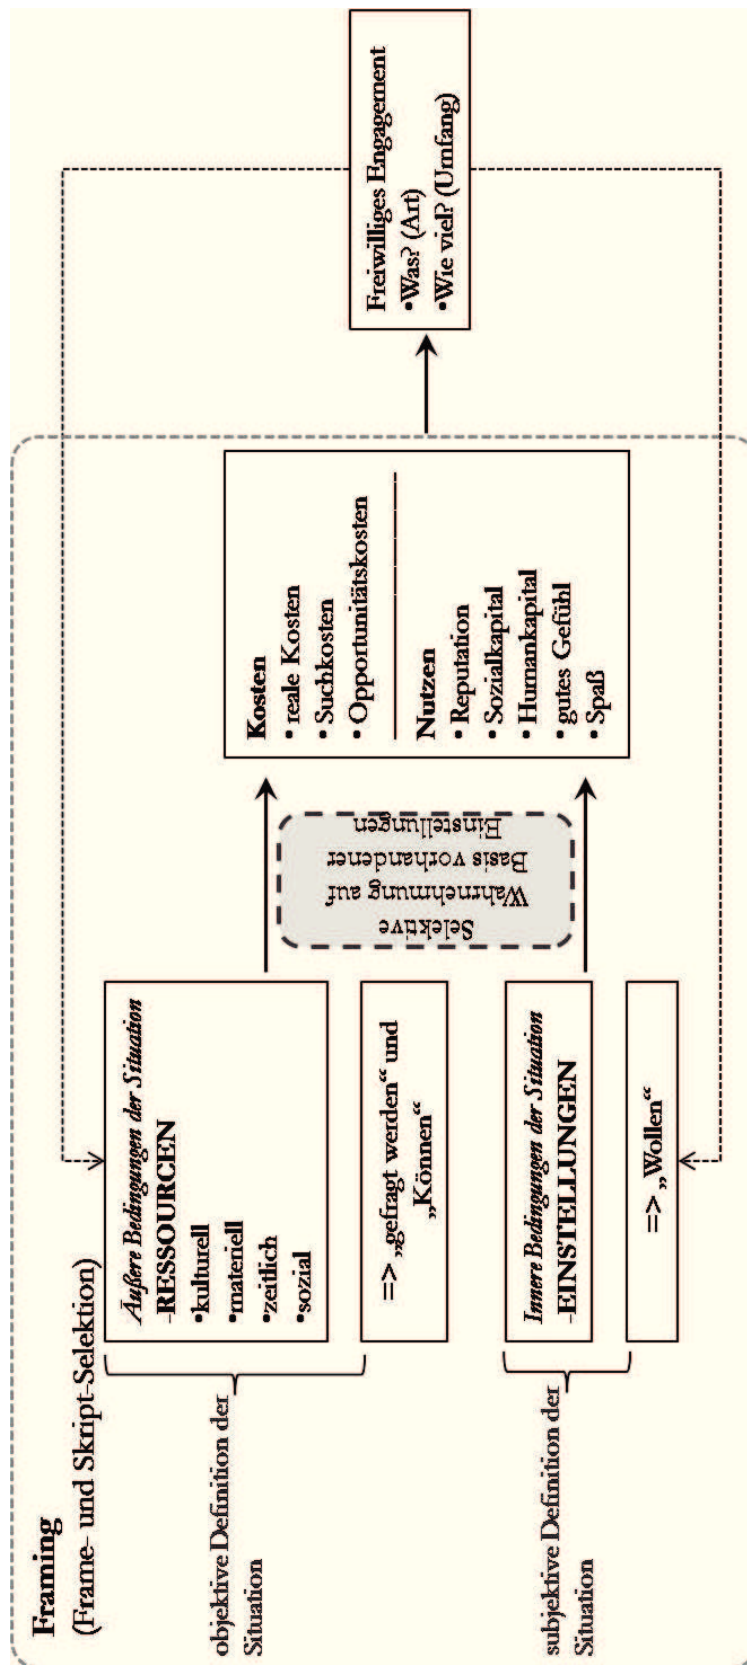 Framing
(Frame- und Skript-Selektion)
objektive Definition der
Situation
Äußere Bedingungen der Situation
-RESSOURCEN
•kulturell
•materiell
•zeitlich
•sozial
=> „gefragt werden“ und
„Können“
subjektive Definition der
Situation
Innere Bedingungen der Situation
-EINSTELLUNGEN
=> „Wollen“
Selektive
Wahrnehmung auf
Basis vorhandener
Einstellungen
Kosten
• reale Kosten
• Suchkosten
• Opportunitätskosten
Nutzen
• Reputation
• Sozialkapital
• Humankapital
• gutes Gefühl
• Spaß
Freiwilliges Engagement
•Was? (Art)
•Wie viel? (Umfang)